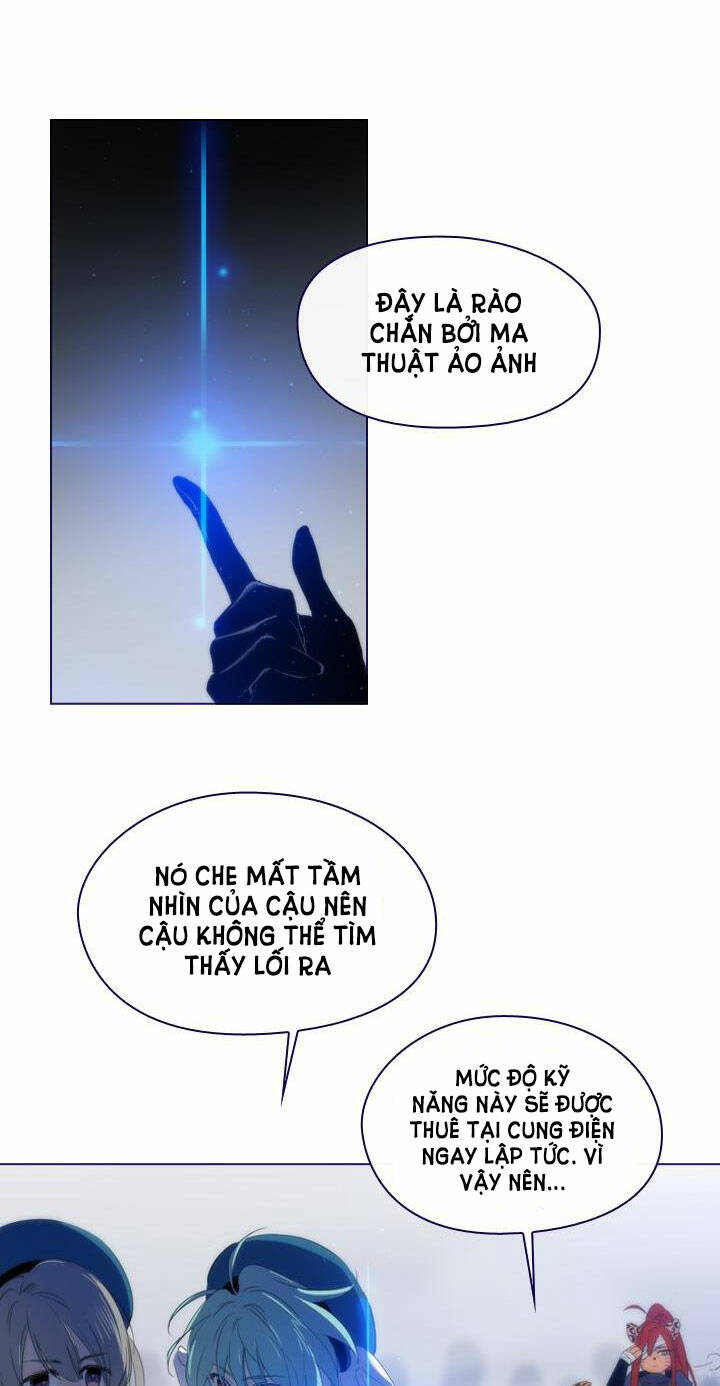 ĐÂY LÀ RÀO
CHẮN BỞI MA
THUẬT ẢO ẢNH
NÓ CHE MẤT TẦM
NHÌN CỦA CẬU NÊN
CẬU KHÔNG THỂ TÌM
THẤY LỐI RA
MỨC ĐỘ KỸ
NĂNG NÀY SẼ ĐƯỢC
THUÊ TẠI CUNG ĐIỆN
NGAY LẬP TỨC. VÌ
VẬY NÊN...